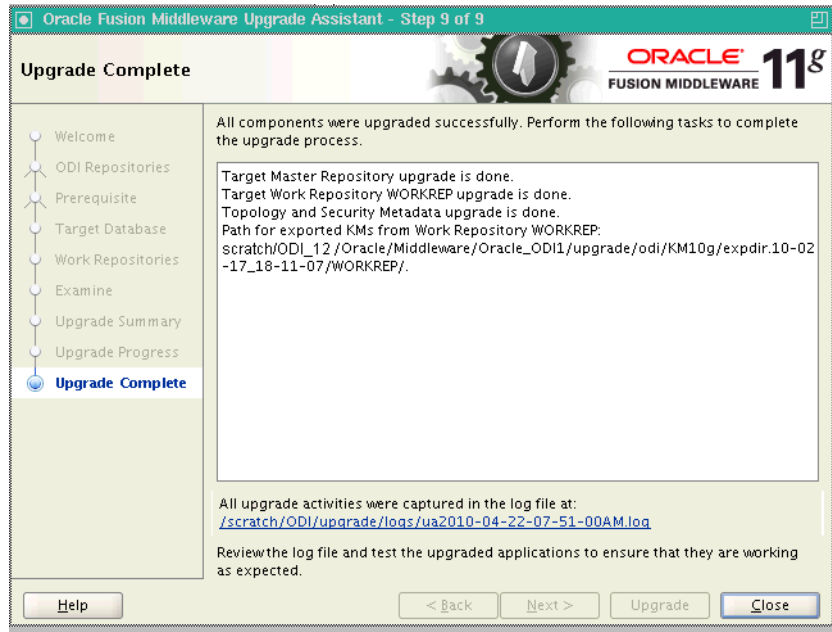 Oracle Fusion Middleware Upgrade Assistant - Step 9 of 9
Upgrade Complete
ORACLE
FUSION MIDDLEWARE
11g
Welcome
ODI Repositories
Prerequisite
Target Database
Work Repositories
Examine
Upgrade Summary
Upgrade Progress
Upgrade Complete
All components were upgraded successfully. Perform the following tasks to complete
the upgrade process.
Target Master Repository upgrade is done.
Target Work Repository WORKREP upgrade is done.
Topology and Security Metadata upgrade is done.
Path for exported KMs from Work Repository WORKREP:
scratch/ODI_12 /Oracle/Middleware/Oracle_ODI1/upgrade/odi/KM10g/expdir.10-02
-17_18-11-07/WORKREP/.
All upgrade activities were captured in the log file at:
/scratch/ODI/upgrade/logs/ua2010-04-22-07-51-00AM.log
Review the log file and test the upgraded applications to ensure that they are working
as expected.
Help
< Back
Next >
Upgrade
Close